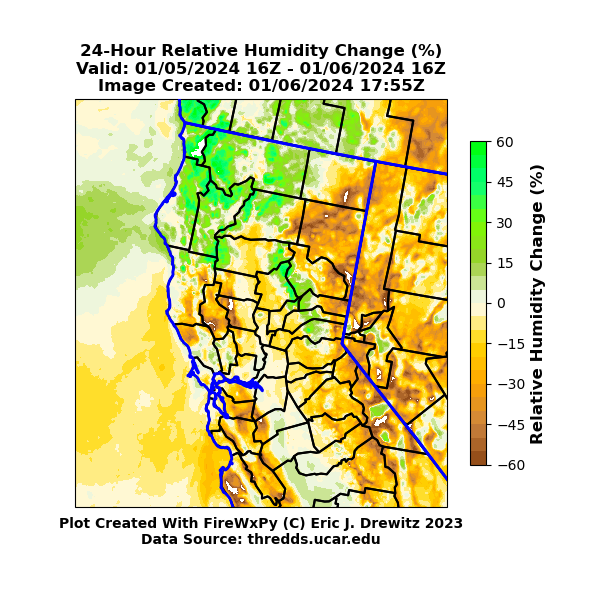 24-Hour Relative Humidity Change (%)
Valid: 01/05/2024 16Z - 01/06/2024 16Z
Image Created: 01/06/2024 17:55Z
60
45
30
15
0
−15
−30
−45
−60
Relative Humidity Change (%)
Plot Created With FireWxPy (C) Eric J. Drewitz 2023
Data Source: thredds.ucar.edu